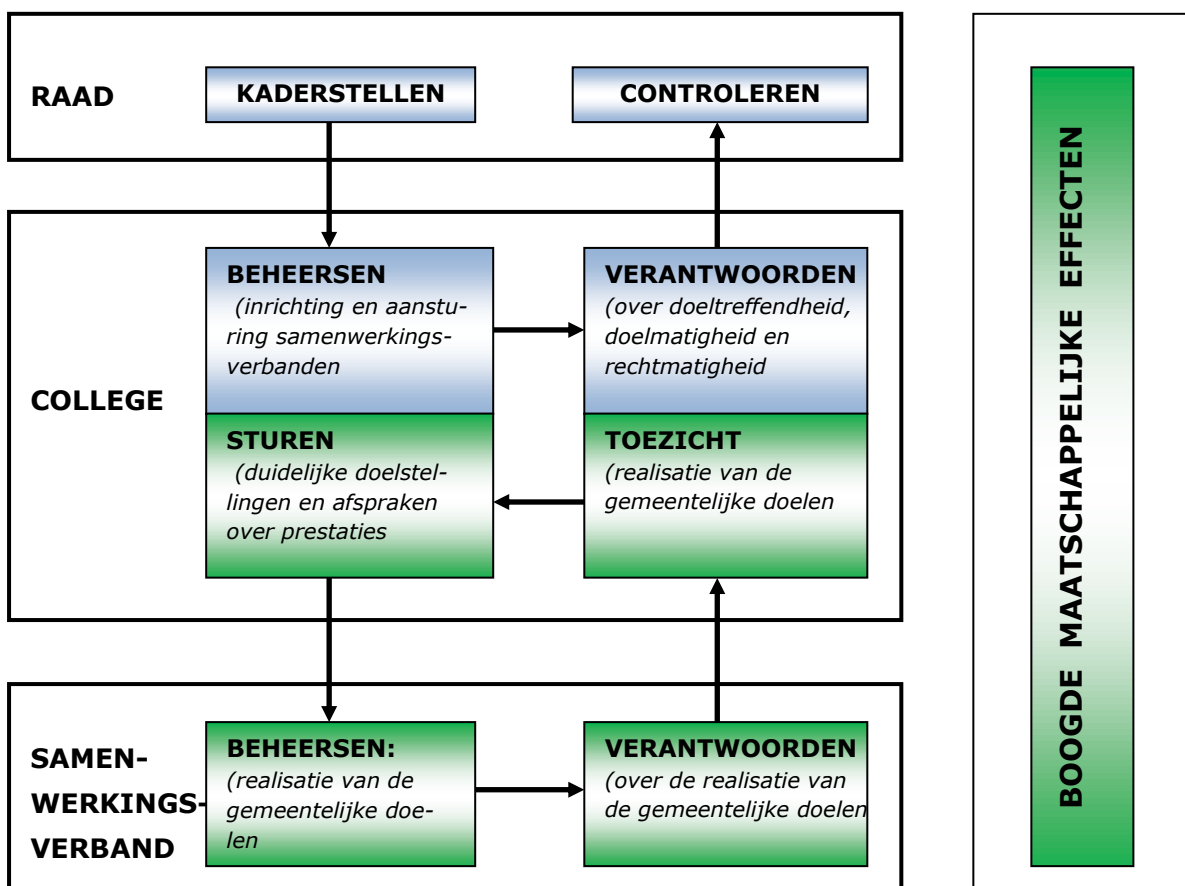 RAAD
KADERSTELLEN
CONTROLEREN
COLLEGE
BEHEERSEN
(inrichting en aanstu-
ring samenwerkings-
verbanden
VERANTWOORDEN
(over doeltreffendheid,
doelmatigheid en
rechtmatigheid
STUREN
(duidelijke doelstel-
lingen en afspraken
over prestaties
TOEZICHT
(realisatie van de
gemeentelijke doelen
SAMEN-
WERKINGS-
VERBAND
BEHEERSEN:
(realisatie van de
gemeentelijke doe-
len
VERANTWOORDEN
(over de realisatie van
de gemeentelijke doelen
BOOGDE MAATSCHAPPELIJKE EFFECTEN